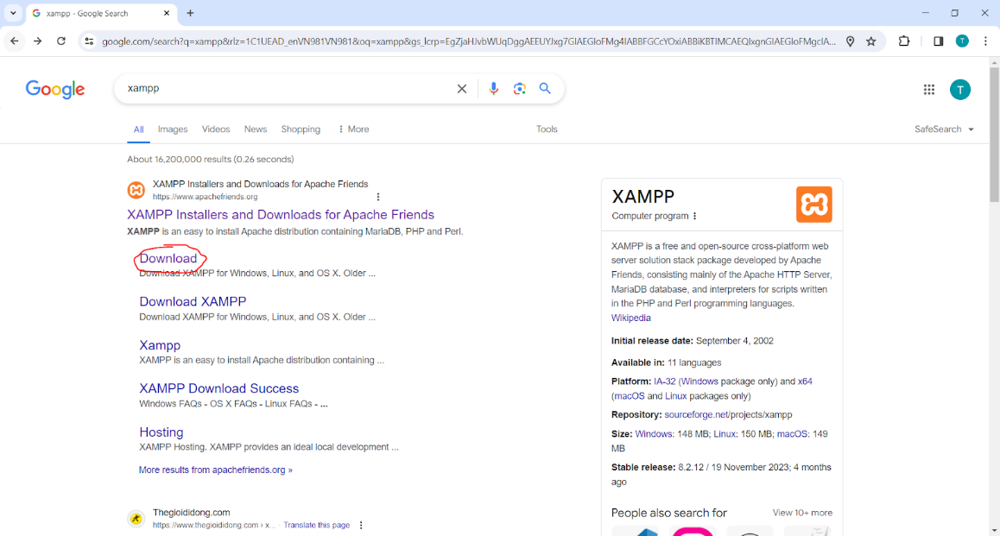 xampp - Google Search
google.com/search?q=xampp&rlz=1C1UEAD_enVN981VN981&oq=xampp&gs_lcrp=EgZjaHJvbWUqDggAEEUYJxg7GIAEGIoFMg4IABBFGCcYOxiABBiKBTIMCAEQIxgnGIAEGIoFMgcIA...
T
Google
xampp
T
All Images Videos News Shopping More Tools SafeSearch
About 16,200,000 results (0.26 seconds)
XAMPP Installers and Downloads for Apache Friends
https://www.apachefriends.org
XAMPP Installers and Downloads for Apache Friends
XAMPP is an easy to install Apache distribution containing MariaDB, PHP and Perl.
Download
Download XAMPP for Windows, Linux, and OS X. Older ...
Download XAMPP
Download XAMPP for Windows, Linux, and OS X. Older ...
Xampp
XAMPP is an easy to install Apache distribution containing ...
XAMPP Download Success
Windows FAQs - OS X FAQs - Linux FAQs - ...
Hosting
XAMPP Hosting. XAMPP provides an ideal local development ...
More results from apachefriends.org »
Thegioididong.com
https://www.thegioididong.com › x... · Translate this page
XAMPP
Computer program
XAMPP is a free and open-source cross-platform web
server solution stack package developed by Apache
Friends, consisting mainly of the Apache HTTP Server,
MariaDB database, and interpreters for scripts written
in the PHP and Perl programming languages.
Wikipedia
Initial release date: September 4, 2002
Available in: 11 languages
Platform: IA-32 (Windows package only) and x64
(macOS and Linux packages only)
Repository: sourceforge.net/projects/xampp
Size: Windows: 148 MB; Linux: 150 MB; macOS: 149
MB
Stable release: 8.2.12 / 19 November 2023; 4 months
ago
People also search for View 10+ more